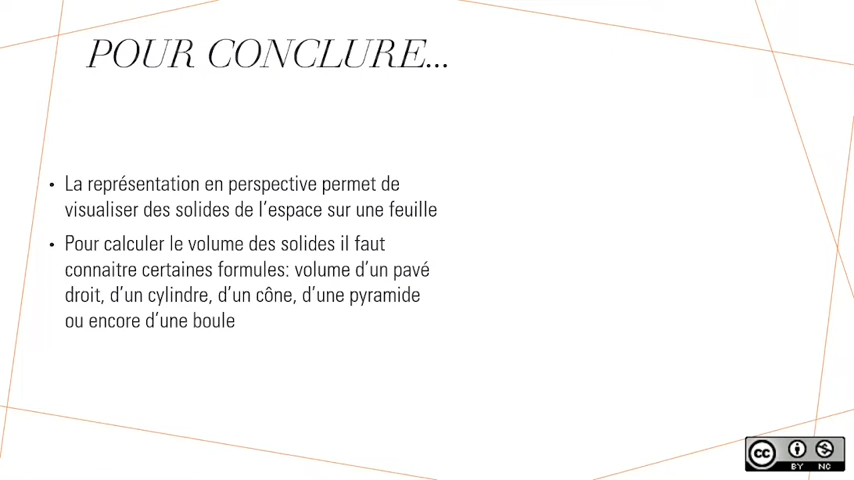 POUR CONCLURE...
• La représentation en perspective permet de
visualiser des solides de l'espace sur une feuille
• Pour calculer le volume des solides il faut
connaitre certaines formules: volume d'un pavé
droit, d'un cylindre, d'un cône, d'une pyramide
ou encore d'une boule
cc
BY NC